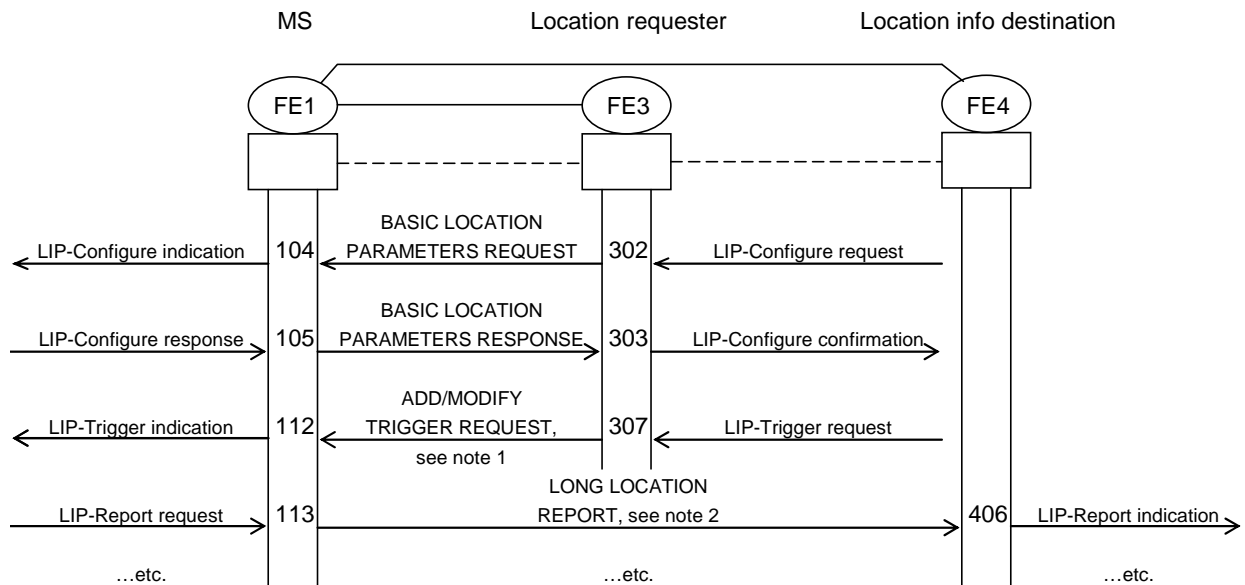 MS Location requester Location info destination
FE1 FE3 FE4
BASIC LOCATION
LIP-Configure indication 104 PARAMETERS REQUEST 302 LIP-Configure request
BASIC LOCATION
LIP-Configure response 105 PARAMETERS RESPONSE 303 LIP-Configure confirmation
ADD/MODIFY
LIP-Trigger indication 112 TRIGGER REQUEST, 307 LIP-Trigger request
see note 1
LONG LOCATION
LIP-Report request 113 REPORT, see note 2 406 LIP-Report indication
…etc. …etc. …etc.